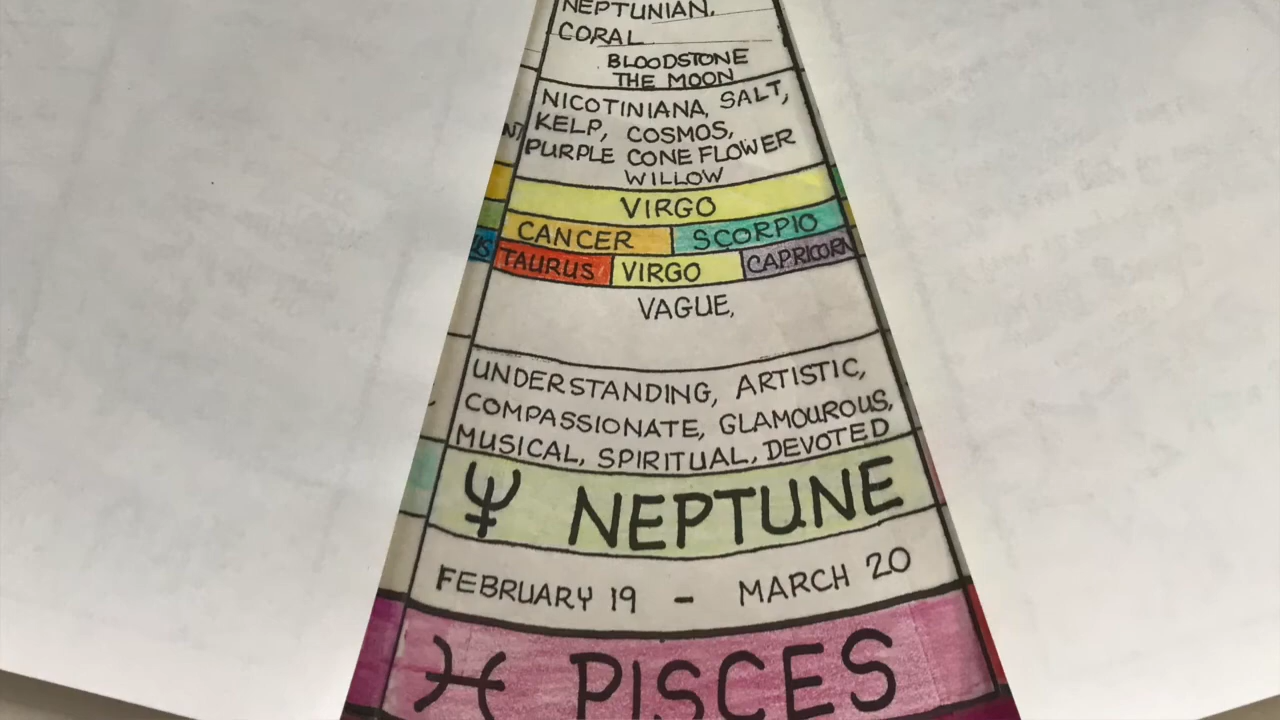 NEPTUNIAN,
CORAL
BLOODSTONE
THE MOON
NICOTINIANA, SALT,
KELP, COSMOS,
PURPLE CONE FLOWER
WILLOW
VIRGO
CANCER SCORPIO
TAURUS VIRGO CAPRICORN
VAGUE,
UNDERSTANDING, ARTISTIC,
COMPASSIONATE, GLAMOUROUS,
MUSICAL, SPIRITUAL, DEVOTED
♆ NEPTUNE
FEBRUARY 19 - MARCH 20
♓ PISCES